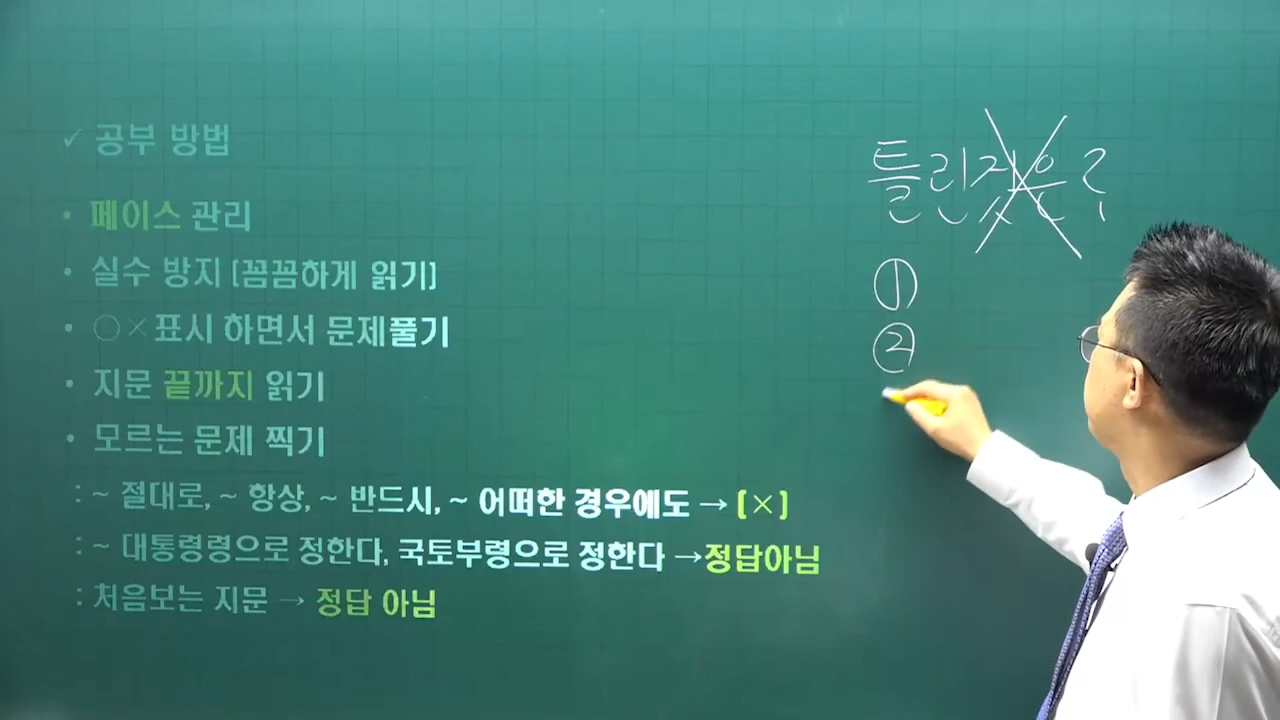 ✓ 공부 방법
• 페이스 관리
• 실수 방지 [꼼꼼하게 읽기]
• ○×표시 하면서 문제풀기
• 지문 끝까지 읽기
• 모르는 문제 찍기
: ~ 절대로, ~ 항상, ~ 반드시, ~ 어떠한 경우에도 → [×]
: ~ 대통령령으로 정한다, 국토부령으로 정한다 →정답아님
: 처음보는 지문 → 정답 아님
틀린 것은?
①
②